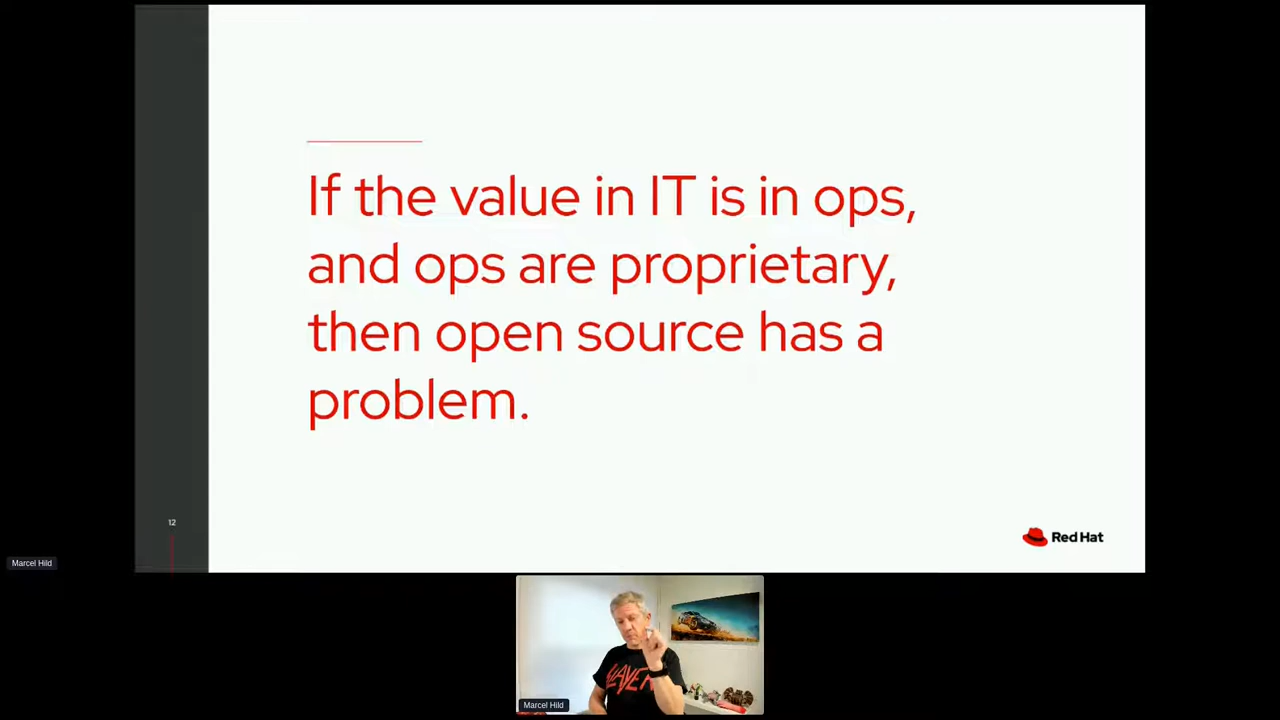 If the value in IT is in ops,
and ops are proprietary,
then open source has a
problem.
12
Red Hat
Marcel Hild
SLAYER
Marcel Hild